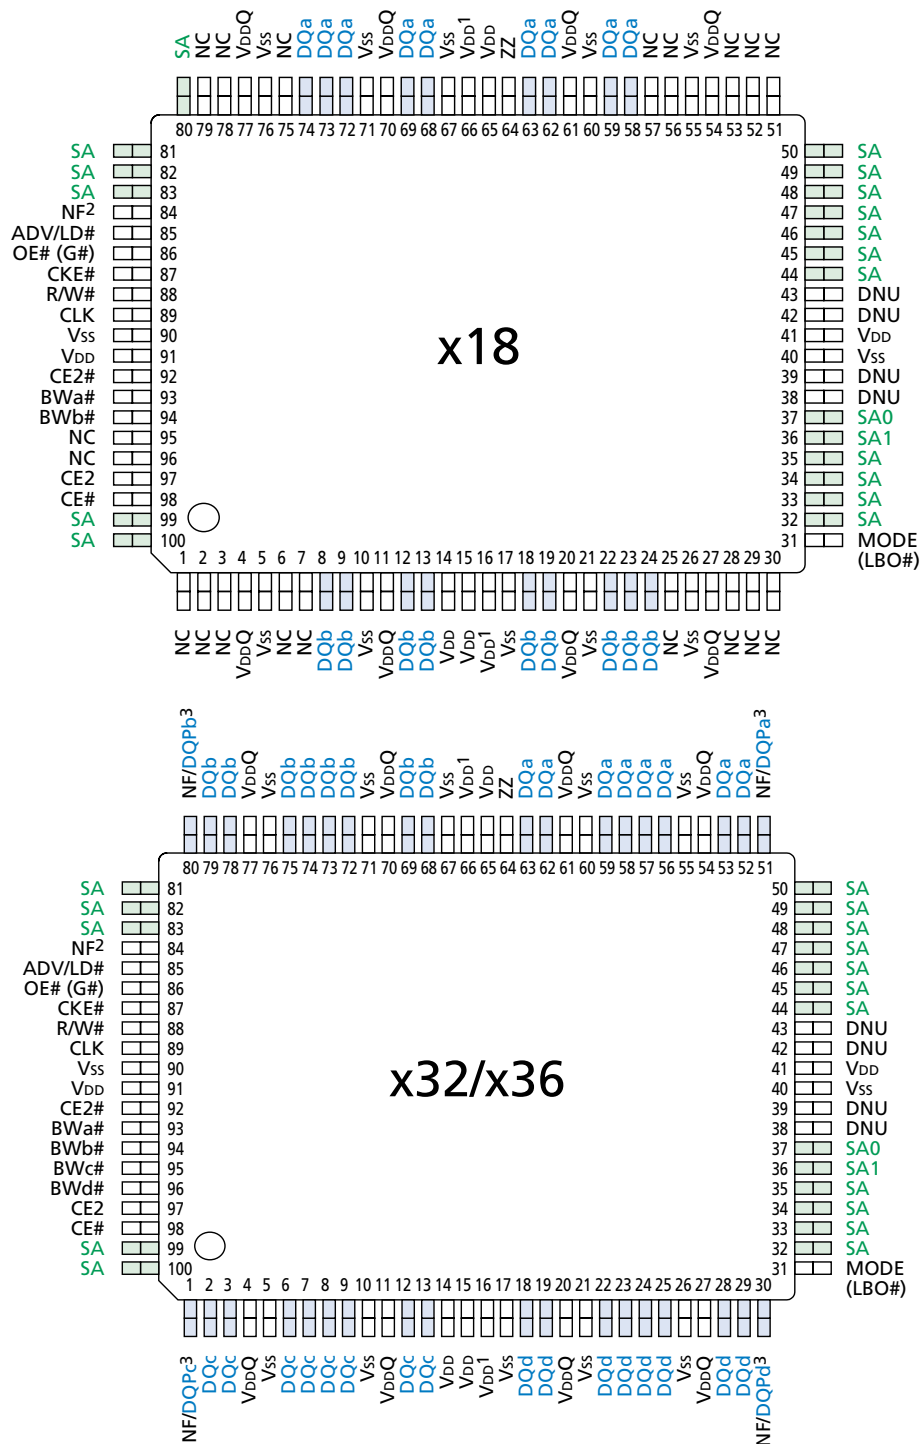 SA NC NC VDDQ VSS NC DQa DQa DQa VSS VDDQ DQa DQa VSS VDD1 VDD ZZ DQa DQa VDDQ VSS DQa DQa NC NC VSS VDDQ NC NC NC
80 79 78 77 76 75 74 73 72 71 70 69 68 67 66 65 64 63 62 61 60 59 58 57 56 55 54 53 52 51
SA 81 50 SA
SA 82 49 SA
SA 83 48 SA
NF2 84 47 SA
ADV/LD# 85 46 SA
OE# (G#) 86 45 SA
CKE# 87 44 SA
R/W# 88 43 DNU
CLK 89 42 DNU
VSS 90 41 VDD
VDD 91 40 VSS
CE2# 92 39 DNU
BWa# 93 38 DNU
BWb# 94 37 SA0
NC 95 36 SA1
NC 96 35 SA
CE2 97 34 SA
CE# 98 33 SA
SA 99 32 SA
SA 100 31 MODE
(LBO#)
x18
1 2 3 4 5 6 7 8 9 10 11 12 13 14 15 16 17 18 19 20 21 22 23 24 25 26 27 28 29 30
NC NC NC VDDQ VSS NC NC DQb DQb VSS VDDQ DQb DQb VDD VDD VDD1 VSS DQb DQb VDDQ VSS DQb DQb DQb NC VSS VDDQ NC NC NC
NF/DQPb3 DQb DQb VDDQ VSS DQb DQb DQb DQb VSS VDDQ DQb DQb VSS VDD1 VDD ZZ DQa DQa VDDQ VSS DQa DQa DQa DQa VSS VDDQ DQa DQa NF/DQPa3
80 79 78 77 76 75 74 73 72 71 70 69 68 67 66 65 64 63 62 61 60 59 58 57 56 55 54 53 52 51
SA 81 50 SA
SA 82 49 SA
SA 83 48 SA
NF2 84 47 SA
ADV/LD# 85 46 SA
OE# (G#) 86 45 SA
CKE# 87 44 SA
R/W# 88 43 DNU
CLK 89 42 DNU
VSS 90 41 VDD
VDD 91 40 VSS
CE2# 92 39 DNU
BWa# 93 38 DNU
BWb# 94 37 SA0
BWc# 95 36 SA1
BWd# 96 35 SA
CE2 97 34 SA
CE# 98 33 SA
SA 99 32 SA
SA 100 31 MODE
(LBO#)
x32/x36
1 2 3 4 5 6 7 8 9 10 11 12 13 14 15 16 17 18 19 20 21 22 23 24 25 26 27 28 29 30
NF/DQPc3 DQc DQc VDDQ VSS DQc DQc DQc DQc VSS VDDQ DQc DQc VDD VDD VDD1 VSS DQd DQd VDDQ VSS DQd DQd DQd DQd VSS VDDQ DQd DQd NF/DQPd3